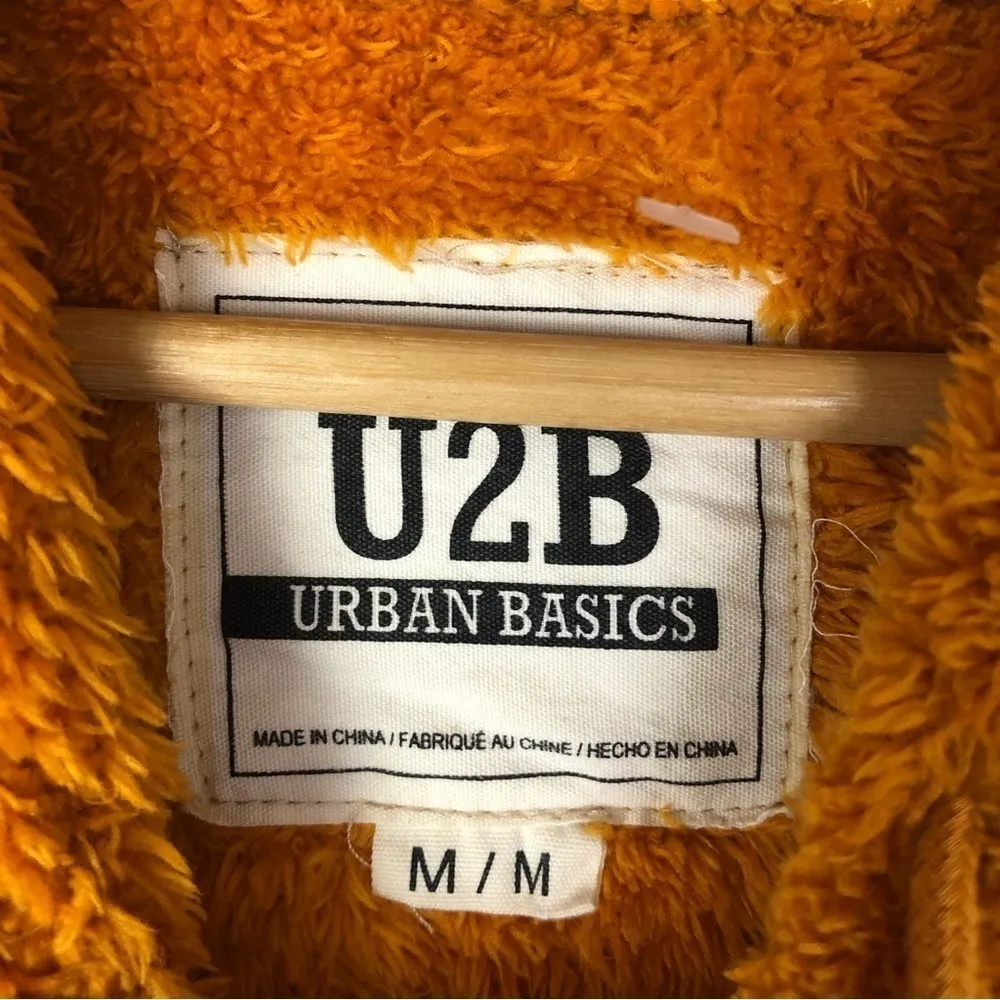 U2B
URBAN BASICS
MADE IN CHINA / FABRIQUÉ AU CHINE / HECHO EN CHINA
M / M